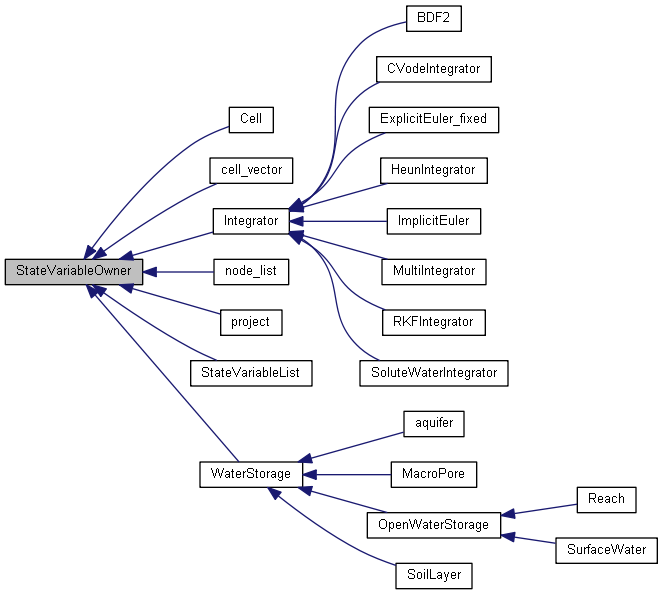 BDF2
CVodeIntegrator
ExplicitEuler_fixed
Cell
HeunIntegrator
cell_vector
Integrator
ImplicitEuler
StateVariableOwner
node_list
MultiIntegrator
project
RKFIntegrator
StateVariableList
SoluteWaterIntegrator
aquifer
WaterStorage
MacroPore
Reach
OpenWaterStorage
SurfaceWater
SoilLayer